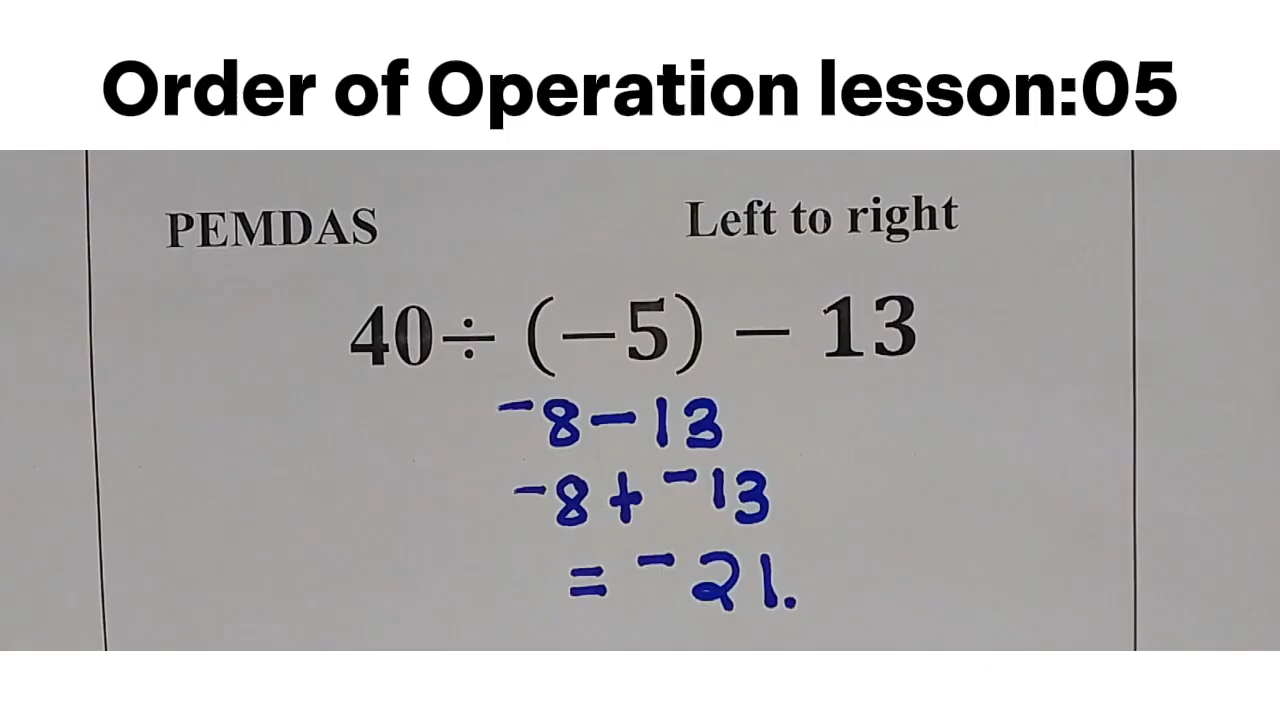 Order of Operation lesson:05
PEMDAS Left to right
40÷ (−5) − 13
⁻8 − 13
⁻8 + ⁻13
= ⁻21.